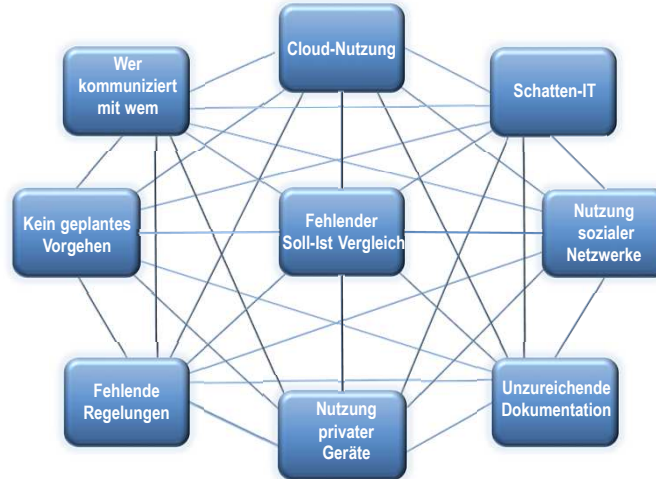 Cloud-Nutzung
Wer
kommuniziert
mit wem
Schatten-IT
Kein geplantes
Vorgehen
Fehlender
Soll-Ist Vergleich
Nutzung
sozialer
Netzwerke
Fehlende
Regelungen
Nutzung
privater
Geräte
Unzureichende
Dokumentation